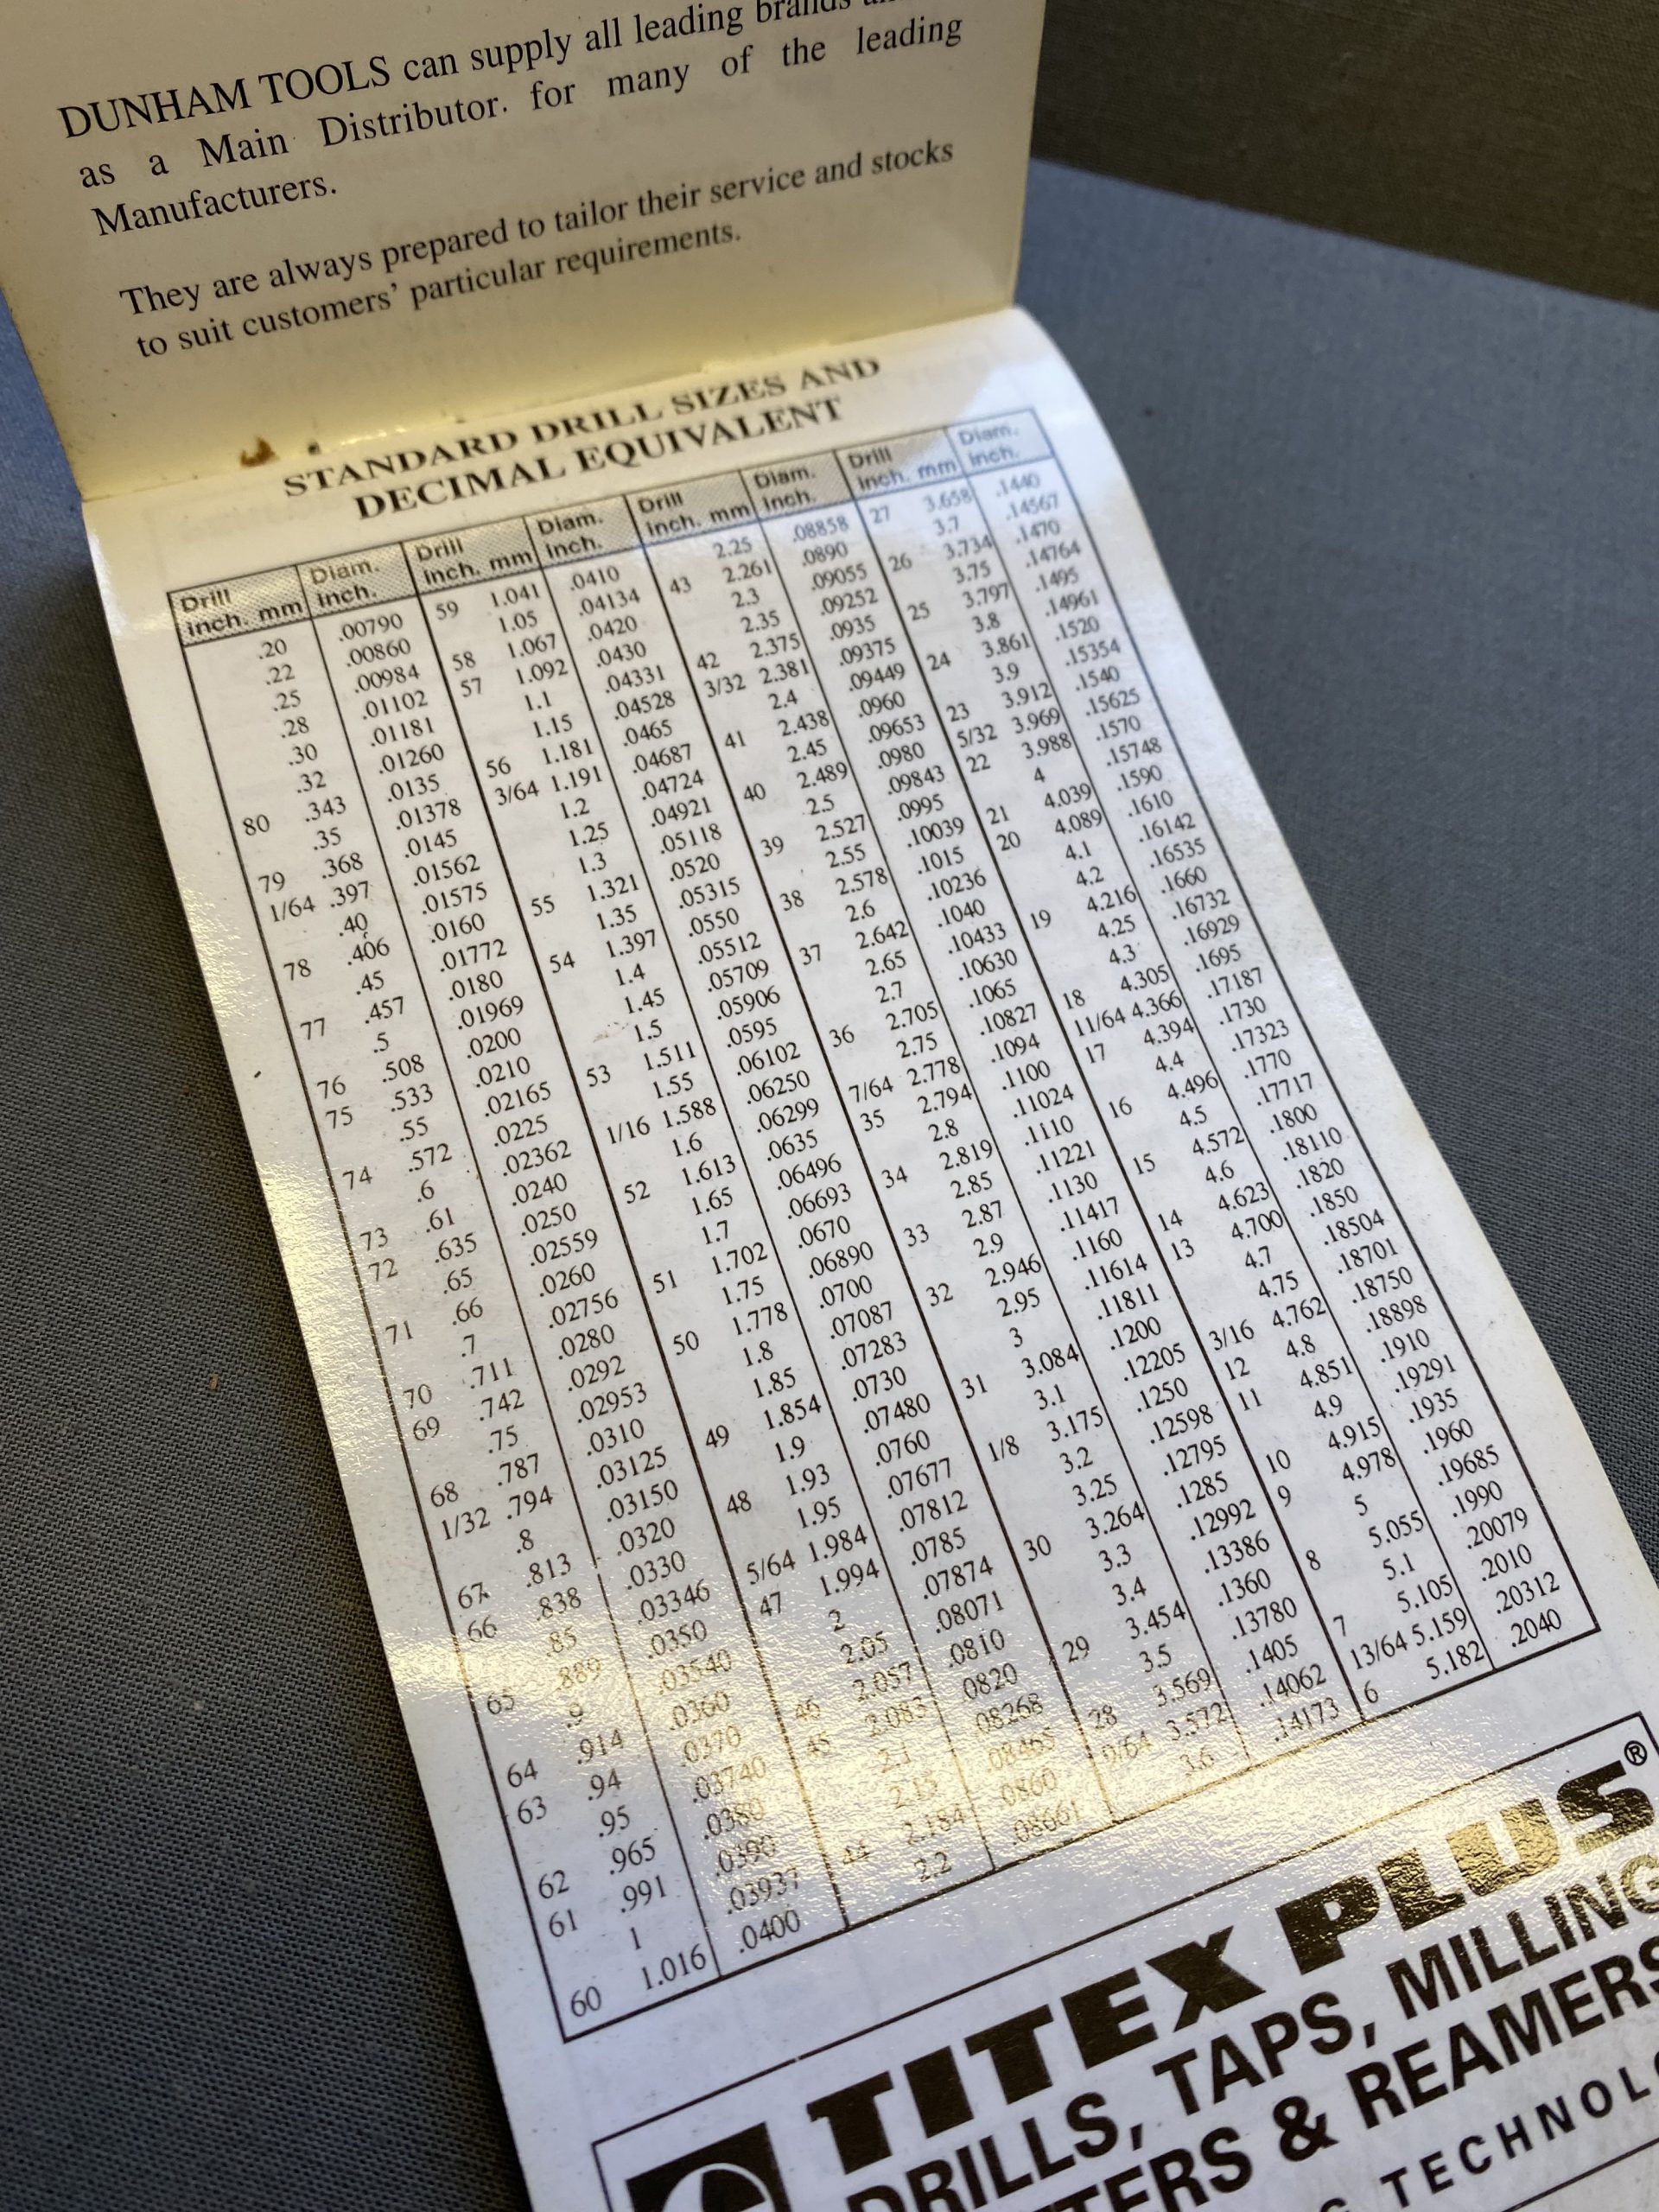 DUNHAM TOOLS can supply all leading brands
as a Main Distributor. for many of the leading
Manufacturers.
They are always prepared to tailor their service and stocks
to suit customers' particular requirements.
STANDARD DRILL SIZES AND
DECIMAL EQUIVALENT
Drill Diam.
inch. mm inch.
.20 .00790
.22 .00860
.25 .00984
.28 .01102
.30 .01181
.32 .01260
80 .343 .0135
.35 .01378
79 .368 .0145
1/64 .397 .01562
.40 .01575
78 .406 .0160
.45 .01772
77 .457 .0180
.5 .01969
76 .508 .0200
75 .533 .0210
.55 .02165
74 .572 .0225
.6 .02362
73 .61 .0240
72 .635 .0250
.65 .02559
71 .66 .0260
.7 .02756
70 .711 .0280
69 .742 .0292
.75 .02953
68 .787 .0310
1/32 .794 .03125
.8 .03150
67 .813 .0320
66 .838 .0330
.85 .03346
65 .889 .0350
.9 .03540
64 .914 .0360
63 .94 .0370
.95 .03740
62 .965 .0380
61 .991 .0390
1 .03937
60 1.016 .0400
Drill Diam.
inch. mm inch.
59 1.041 .0410
1.05 .04134
58 1.067 .0420
57 1.092 .0430
1.1 .04331
1.15 .04528
56 1.181 .0465
3/64 1.191 .04687
1.2 .04724
1.25 .04921
1.3 .05118
55 1.321 .0520
1.35 .05315
54 1.397 .0550
1.4 .05512
1.45 .05709
1.5 .05906
53 1.511 .0595
1.55 .06102
1/16 1.588 .06250
1.6 .06299
52 1.613 .0635
1.65 .06496
1.7 .06693
51 1.702 .0670
1.75 .06890
50 1.778 .0700
1.8 .07087
1.85 .07283
49 1.854 .0730
1.9 .07480
48 1.93 .0760
1.95 .07677
5/64 1.984 .07812
47 1.994 .0785
2 .07874
2.05 .08071
46 2.057 .0810
45 2.083 .0820
2.1 .08268
2.15 .08465
44 2.184 .0860
2.2 .08661
Drill Diam.
inch. mm inch.
2.25 .08858
43 2.261 .0890
2.3 .09055
2.35 .09252
42 2.375 .0935
3/32 2.381 .09375
2.4 .09449
41 2.438 .0960
2.45 .09653
40 2.489 .0980
2.5 .09843
39 2.527 .0995
2.55 .10039
38 2.578 .1015
2.6 .10236
37 2.642 .1040
2.65 .10433
2.7 .10630
36 2.705 .1065
2.75 .10827
7/64 2.778 .1094
35 2.794 .1100
2.8 .11024
34 2.819 .1110
2.85 .11221
33 2.87 .1130
2.9 .11417
32 2.946 .1160
2.95 .11614
3 .11811
31 3.084 .1200
3.1 .12205
1/8 3.175 .1250
3.2 .12598
3.25 .12795
30 3.264 .1285
3.3 .12992
3.4 .13386
29 3.454 .1360
3.5 .13780
28 3.569 .1405
9/64 3.572 .14062
3.6 .14173
Drill Diam.
inch. mm inch.
27 3.658 .1440
3.7 .14567
26 3.734 .1470
3.75 .14764
25 3.797 .1495
3.8 .14961
24 3.861 .1520
3.9 .15354
23 3.912 .1540
5/32 3.969 .15625
22 3.988 .1570
4 .15748
21 4.039 .1590
20 4.089 .1610
4.1 .16142
4.2 .16535
19 4.216 .1660
4.25 .16732
4.3 .16929
18 4.305 .1695
11/64 4.366 .17187
17 4.394 .1730
4.4 .17323
16 4.496 .1770
4.5 .17717
15 4.572 .1800
4.6 .18110
14 4.623 .1820
13 4.700 .1850
4.7 .18504
4.75 .18701
3/16 4.762 .18750
12 4.8 .18898
11 4.851 .1910
4.9 .19291
10 4.915 .1935
9 4.978 .1960
5 .19685
8 5.055 .1990
5.1 .20079
7 5.105 .2010
13/64 5.159 .20312
6 5.182 .2040
TITEX PLUS®
DRILLS, TAPS, MILLING
& REAMERS
TECHNOLO